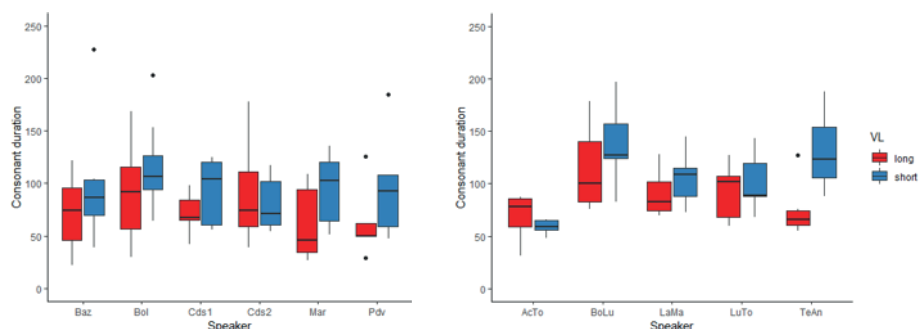 250
200
150
100
50
0
Consonant duration
Baz Bol Cds1 Cds2 Mar Pdv
Speaker
250
200
150
100
50
0
Consonant duration
AcTo BoLu LaMa LuTo TeAn
Speaker
VL
long
short